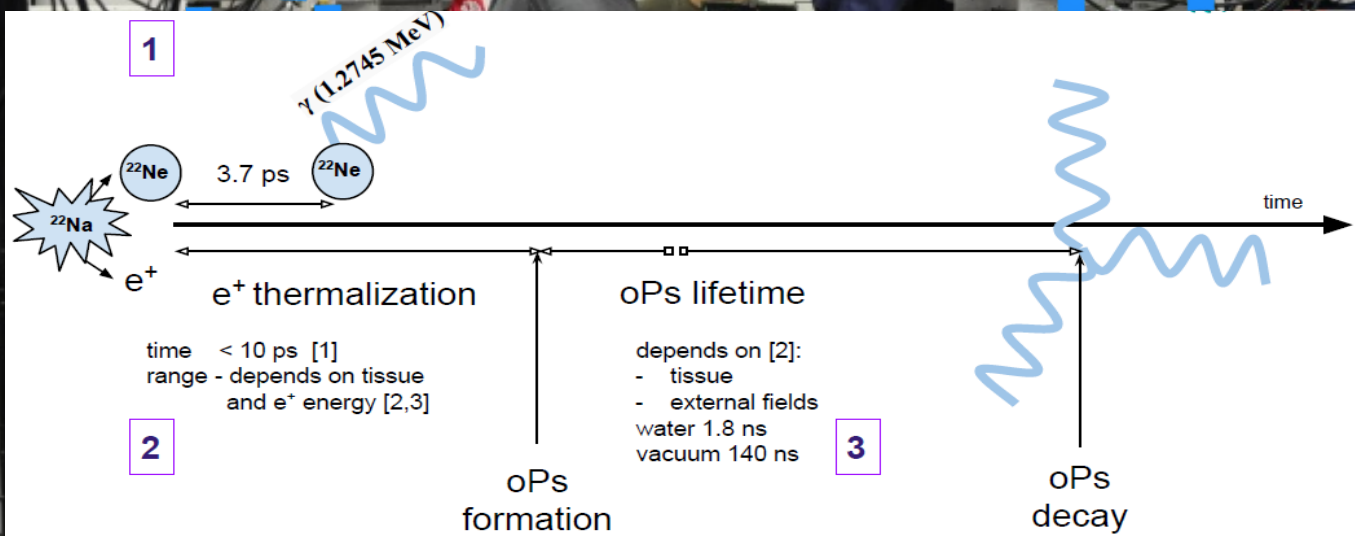 1
γ (1.2745 MeV)
²²Ne
3.7 ps
²²Ne
²²Na
time
e⁺
e⁺ thermalization
oPs lifetime
time < 10 ps [1]
range - depends on tissue
and e⁺ energy [2,3]
depends on [2]:
- tissue
- external fields
water 1.8 ns
vacuum 140 ns
2
3
oPs
formation
oPs
decay